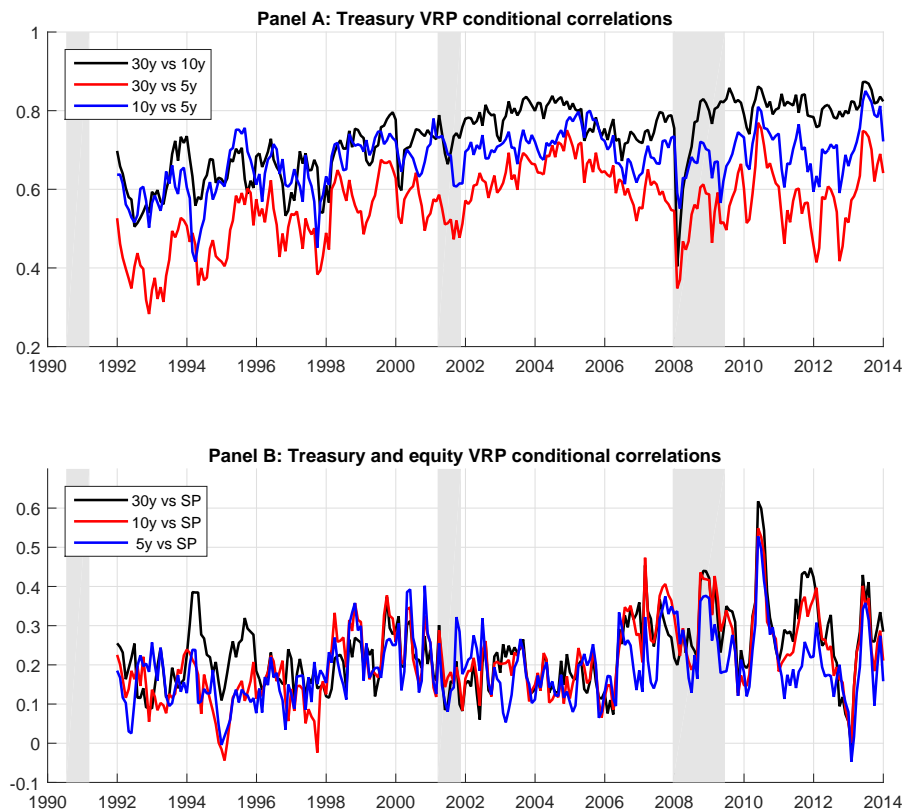 Panel A: Treasury VRP conditional correlations
1
0.8
0.6
0.4
0.2
30y vs 10y
30y vs 5y
10y vs 5y
1990 1992 1994 1996 1998 2000 2002 2004 2006 2008 2010 2012 2014
Panel B: Treasury and equity VRP conditional correlations
0.6
0.5
0.4
0.3
0.2
0.1
0
-0.1
30y vs SP
10y vs SP
5y vs SP
1990 1992 1994 1996 1998 2000 2002 2004 2006 2008 2010 2012 2014